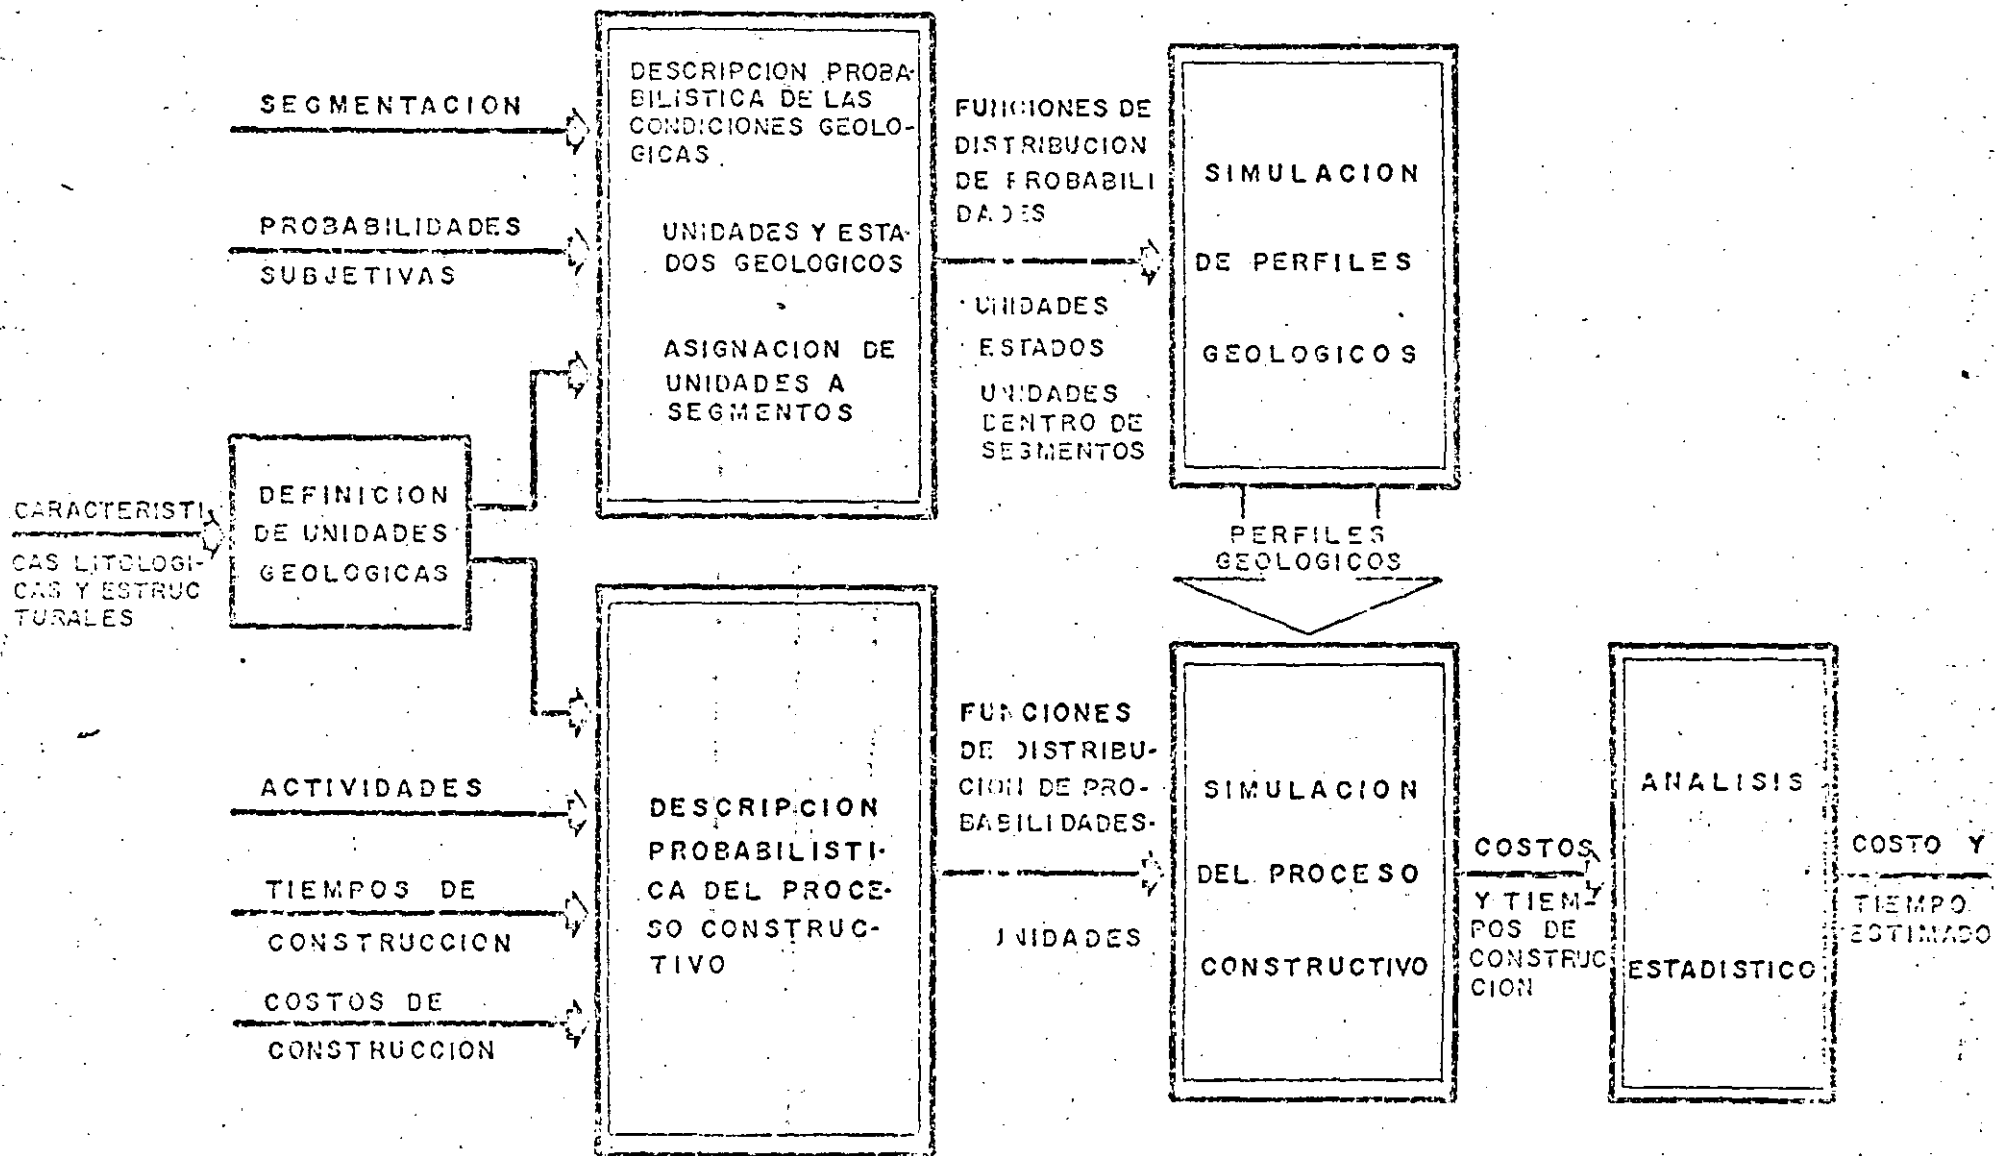 SEGMENTACION
PROBABILIDADES
SUBJETIVAS
CARACTERISTI
CAS LITOLOGI-
CAS Y ESTRUC
TURALES
DEFINICION
DE UNIDADES
GEOLOGICAS
DESCRIPCION PROBA-
BILISTICA DE LAS
CONDICIONES GEOLO-
GICAS.
UNIDADES Y ESTA-
DOS GEOLOGICOS
ASIGNACION DE
UNIDADES A
SEGMENTOS
FUNCIONES DE
DISTRIBUCION
DE PROBABILI
DADES
UNIDADES
ESTADOS
UNIDADES
DENTRO DE
SEGMENTOS
SIMULACION
DE PERFILES
GEOLOGICOS
PERFILES
GEOLOGICOS
ACTIVIDADES
TIEMPOS DE
CONSTRUCCION
COSTOS DE
CONSTRUCCION
DESCRIPCION
PROBABILISTI-
CA DEL PROCE-
SO CONSTRUC-
TIVO
FUNCIONES
DE DISTRIBU-
CION DE PRO-
BABILIDADES-
UNIDADES
SIMULACION
DEL PROCESO
CONSTRUCTIVO
COSTOS
Y TIEM-
POS DE
CONSTRUC
CION
ANALISIS
ESTADISTICO
COSTO Y
TIEMPO
ESTIMADO